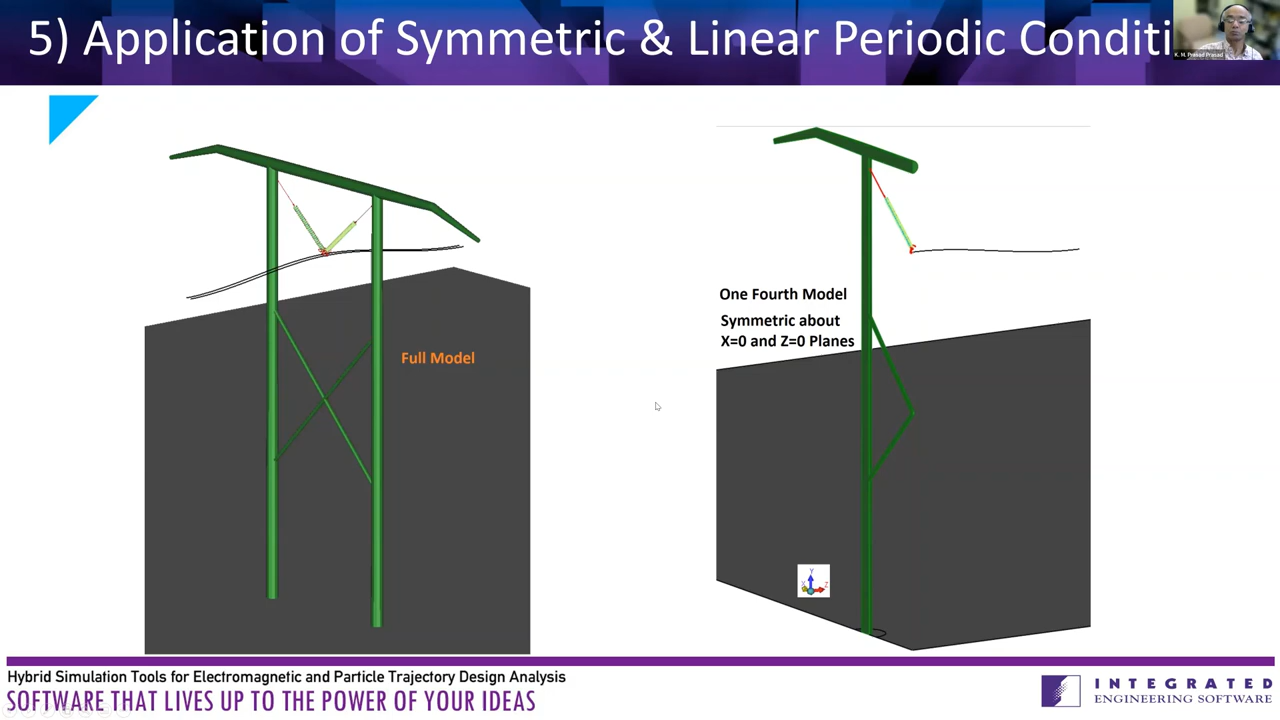 5) Application of Symmetric & Linear Periodic Conditi
K. M. Prasad Prasad
Full Model
One Fourth Model
Symmetric about
X=0 and Z=0 Planes
Y
X
Z
Hybrid Simulation Tools for Electromagnetic and Particle Trajectory Design Analysis
SOFTWARE THAT LIVES UP TO THE POWER OF YOUR IDEAS
INTEGRATED
ENGINEERING SOFTWARE